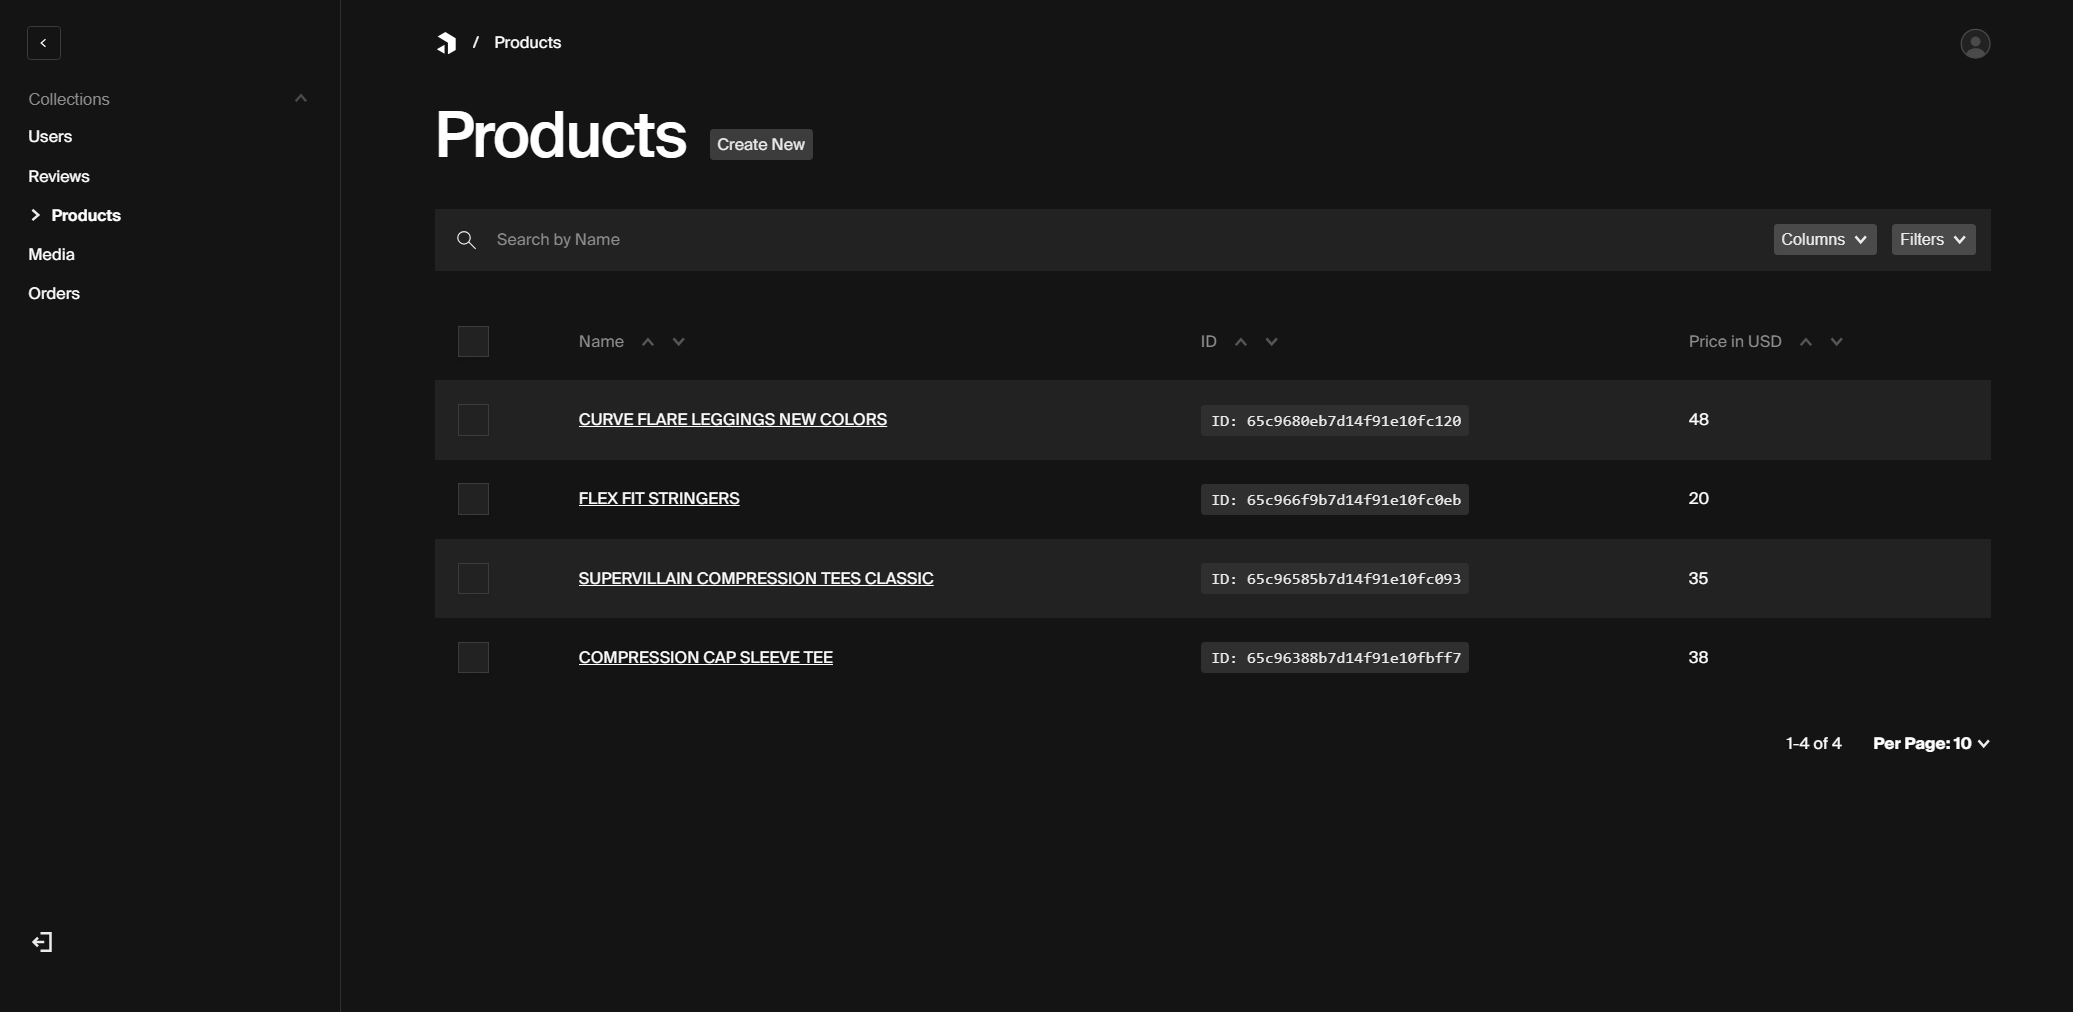 Collections
Users
Reviews
Products
Media
Orders
/ Products
Products
Create New
Search by Name
Columns
Filters
Name
ID
Price in USD
CURVE FLARE LEGGINGS NEW COLORS
ID: 65c9680eb7d14f91e10fc120
48
FLEX FIT STRINGERS
ID: 65c966f9b7d14f91e10fc0eb
20
SUPERVILLAIN COMPRESSION TEES CLASSIC
ID: 65c96585b7d14f91e10fc093
35
COMPRESSION CAP SLEEVE TEE
ID: 65c96388b7d14f91e10fbff7
38
1-4 of 4
Per Page: 10